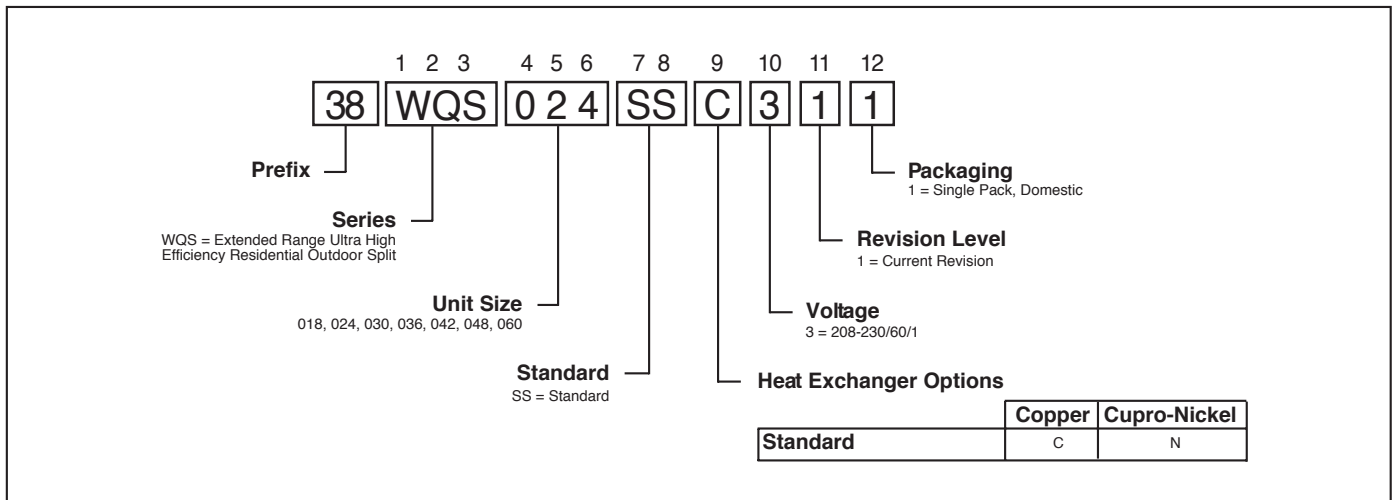 1 2 3 4 5 6 7 8 9 10 11 12
38 WQS 0 2 4 SS C 3 1 1
Prefix
Packaging
1 = Single Pack, Domestic
Series
WQS = Extended Range Ultra High
Efficiency Residential Outdoor Split
Revision Level
1 = Current Revision
Unit Size
018, 024, 030, 036, 042, 048, 060
Voltage
3 = 208-230/60/1
Standard
SS = Standard
Heat Exchanger Options
Copper Cupro-Nickel
Standard C N